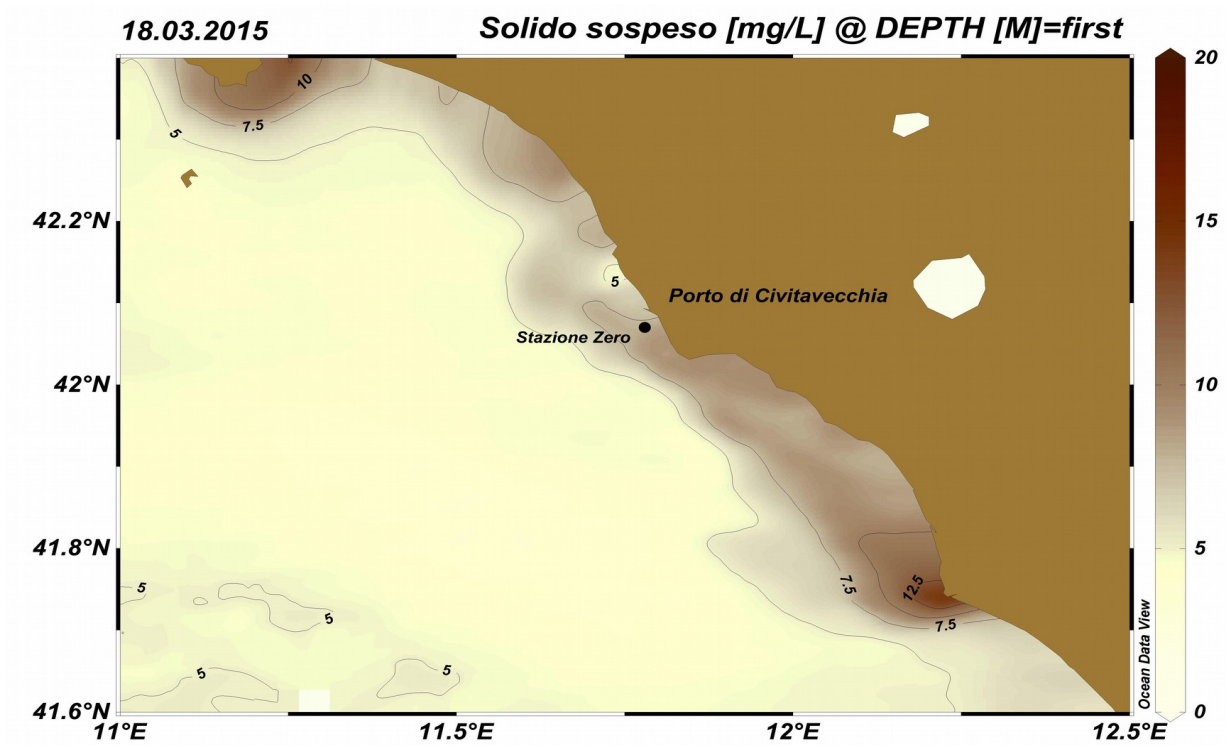 18.03.2015
Solido sospeso [mg/L] @ DEPTH [M]=first
20
10
5
7.5
42.2°N
15
5
Porto di Civitavecchia
Stazione Zero
42°N
10
41.8°N
5
5
7.5
12.5
7.5
5
5
5
Ocean Data View
41.6°N
0
11°E
11.5°E
12°E
12.5°E